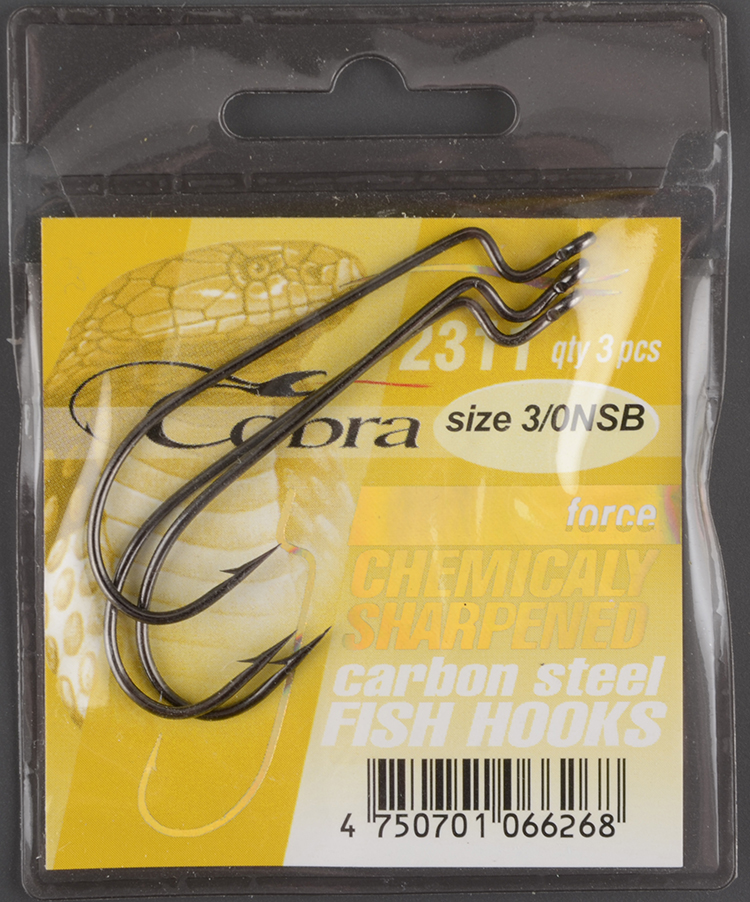 2311 qty 3 pcs
Cobra
size 3/0NSB
force
CHEMICALY
SHARPENED
carbon steel
FISH HOOKS
4 750701 066268